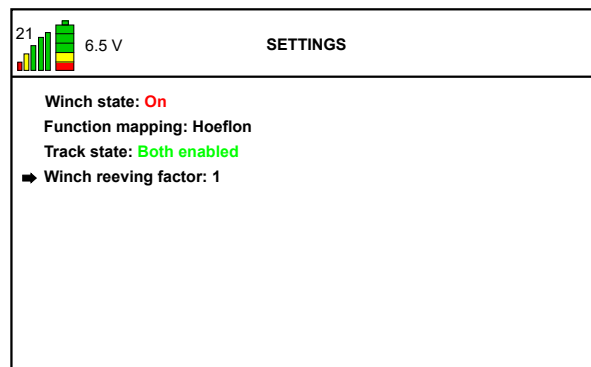 21
6.5 V
SETTINGS
Winch state: On
Function mapping: Hoeflon
Track state: Both enabled
Winch reeving factor: 1